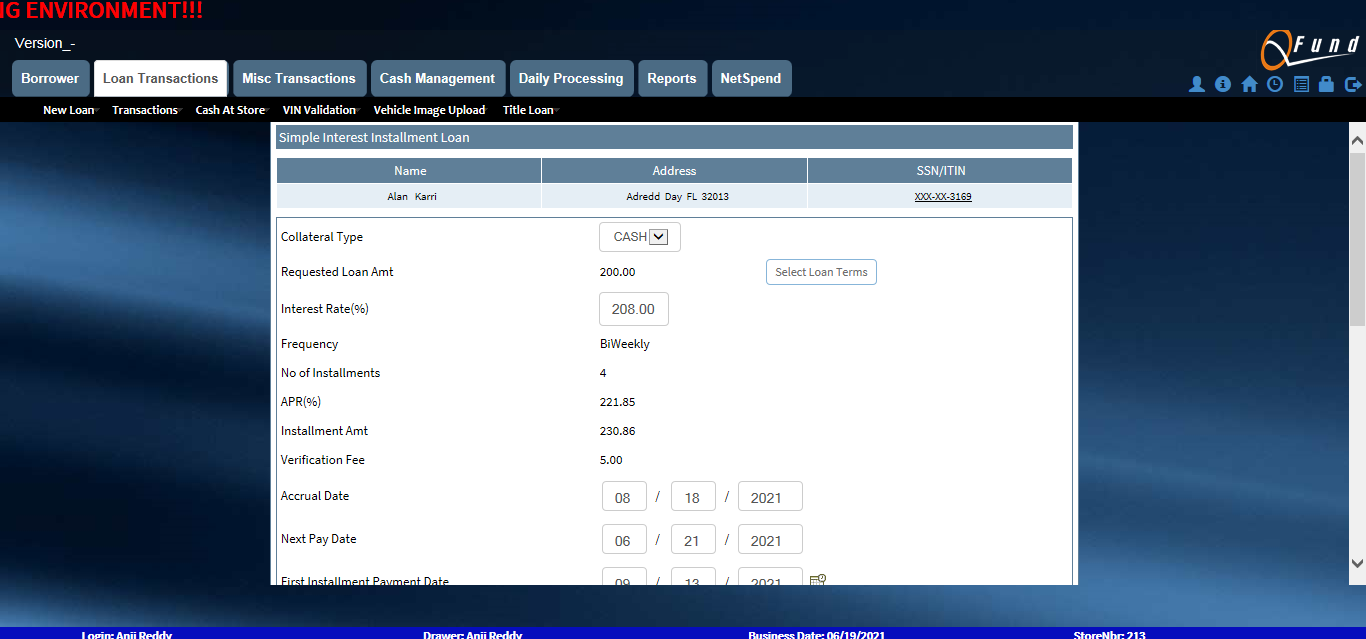 NG ENVIRONMENT!!!
Version_-
QFund
Borrower Loan Transactions Misc Transactions Cash Management Daily Processing Reports NetSpend
New Loan Transactions Cash At Store VIN Validation Vehicle Image Upload Title Loan
Simple Interest Installment Loan
Name Address SSN/ITIN
Alan Karri Adredd Day FL 32013 XXX-XX-3169
Collateral Type CASH
Requested Loan Amt 200.00 Select Loan Terms
Interest Rate(%) 208.00
Frequency BiWeekly
No of Installments 4
APR(%) 221.85
Installment Amt 230.86
Verification Fee 5.00
Accrual Date 08 / 18 / 2021
Next Pay Date 06 / 21 / 2021
First Installment Payment Date 09 / 13 / 2021
Login: Anji Reddy Drawer: Anji Reddy Business Date: 06/19/2021 StoreNbr: 213